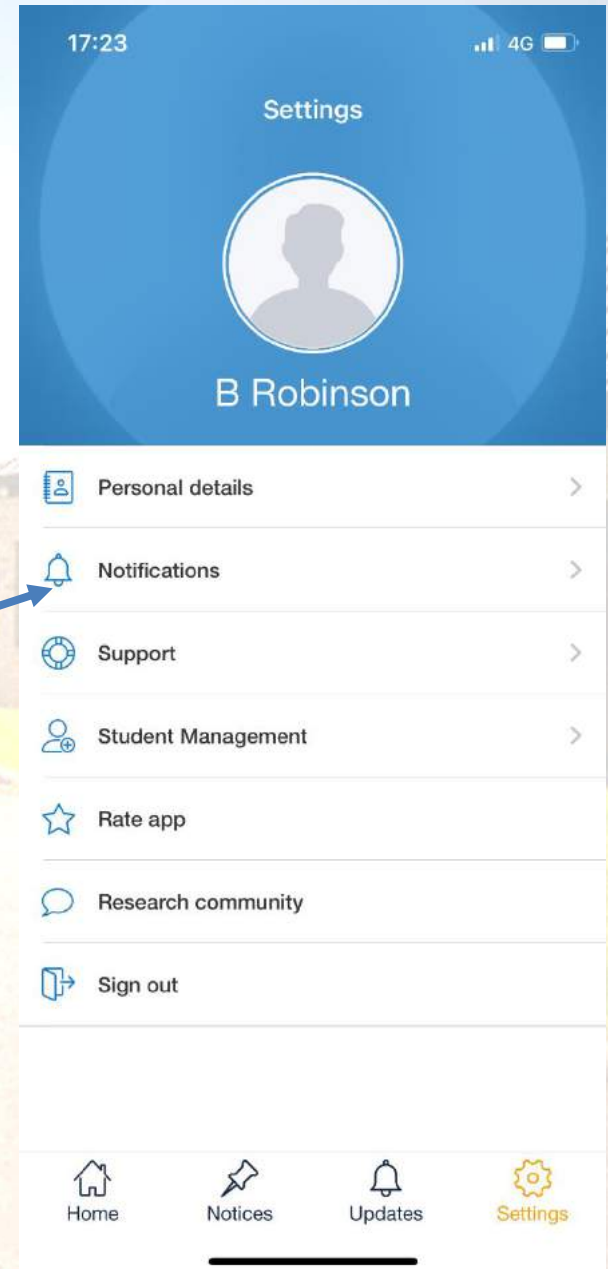 17:23 4G
Settings
B Robinson
Personal details
Notifications
Support
Student Management
Rate app
Research community
Sign out
Home Notices Updates Settings